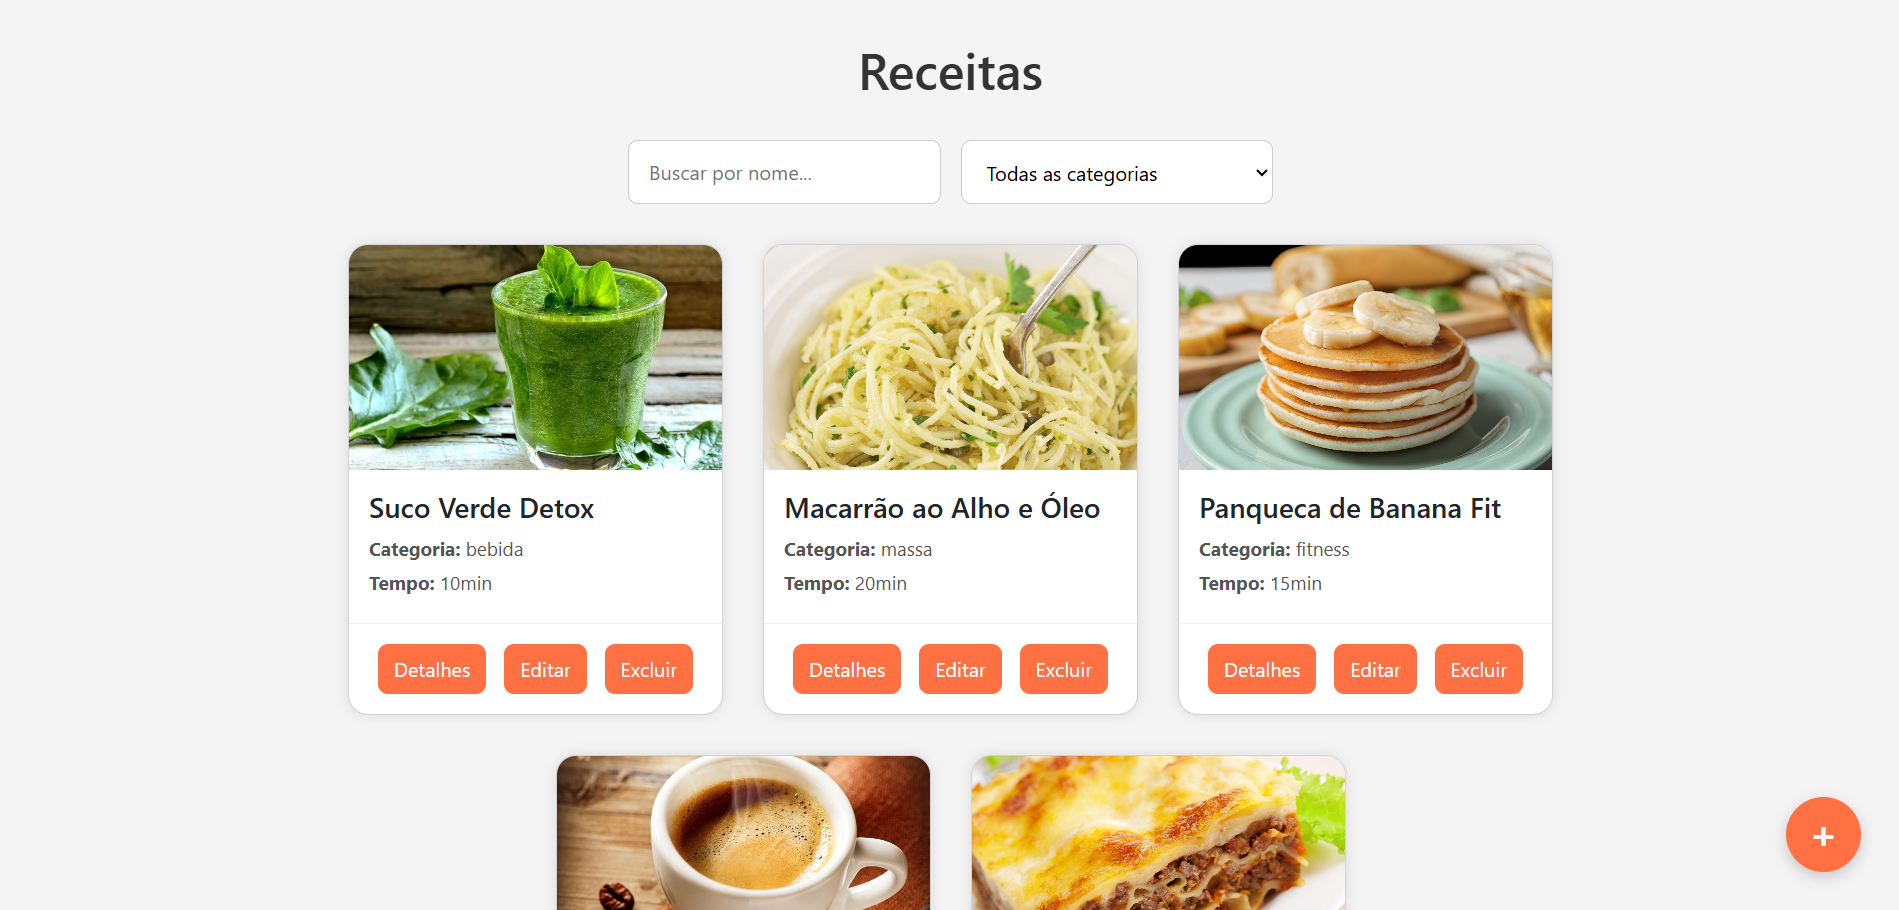 Receitas
Buscar por nome...
Todas as categorias
Suco Verde Detox
Categoria: bebida
Tempo: 10min
Detalhes Editar Excluir
Macarrão ao Alho e Óleo
Categoria: massa
Tempo: 20min
Detalhes Editar Excluir
Panqueca de Banana Fit
Categoria: fitness
Tempo: 15min
Detalhes Editar Excluir
+